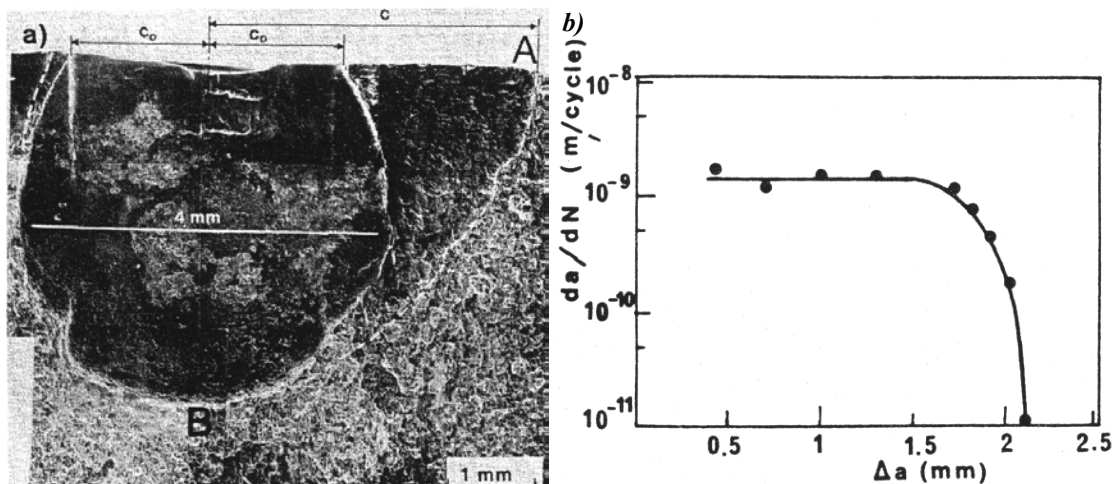 a)
c₀
c₀
c
A
4 mm
B
1 mm
b)
da/dN (m/cycle)
10⁻⁸
10⁻⁹
10⁻¹⁰
10⁻¹¹
0.5
1
1.5
2
2.5
Δa (mm)